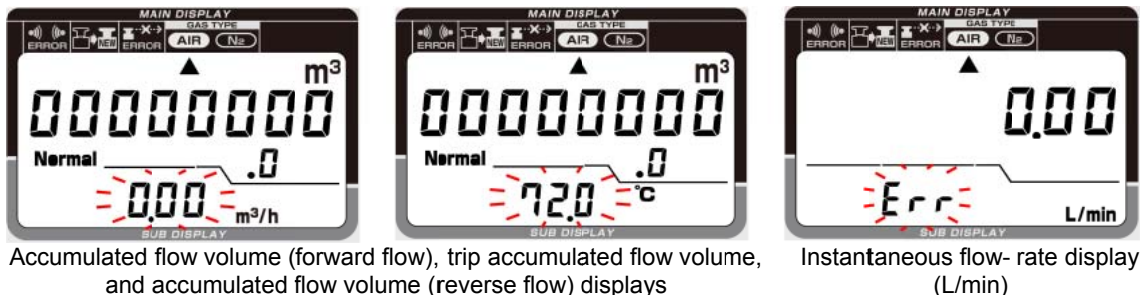 MAIN DISPLAY
GAS TYPE
ERROR NEW ERROR AIR N2
m³
00000000
Normal .0
0.00 m³/h
SUB DISPLAY
MAIN DISPLAY
GAS TYPE
ERROR NEW ERROR AIR N2
m³
00000000
Normal .0
72.0 °C
SUB DISPLAY
MAIN DISPLAY
GAS TYPE
ERROR NEW ERROR AIR N2
0.00
Err
L/min
SUB DISPLAY
Accumulated flow volume (forward flow), trip accumulated flow volume,
and accumulated flow volume (reverse flow) displays
Instantaneous flow- rate display
(L/min)